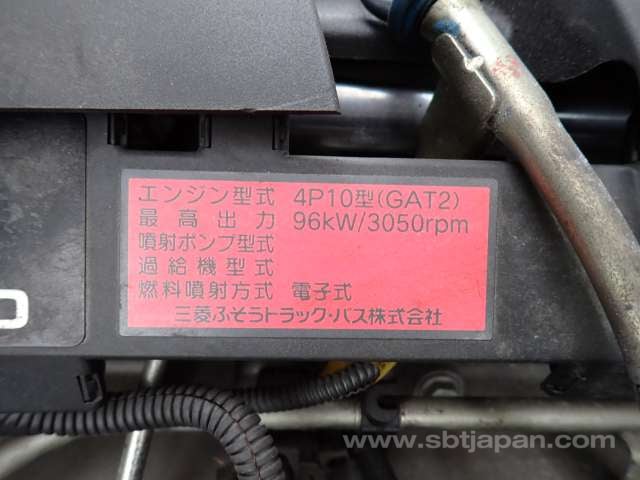 エンジン型式 4P10型(GAT2)
最高出力 96kW/3050rpm
噴射ポンプ型式
過給機型式
燃料噴射方式 電子式
三菱ふそうトラック・バス株式会社
www.sbtjapan.com/